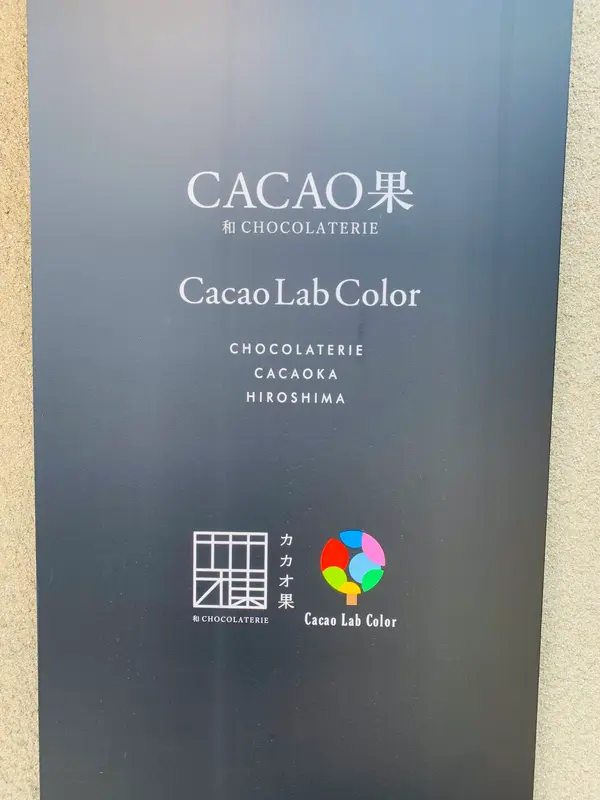 CACAO果
和 CHOCOLATERIE
Cacao Lab Color
CHOCOLATERIE
CACAOKA
HIROSHIMA
カカオ果
和 CHOCOLATERIE
Cacao Lab Color